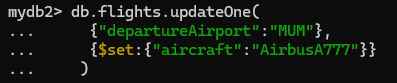 mydb2> db.flights.updateOne(
...     {"departureAirport":"MUM"},
...     {$set:{"aircraft":"AirbusA777"}}
...    )